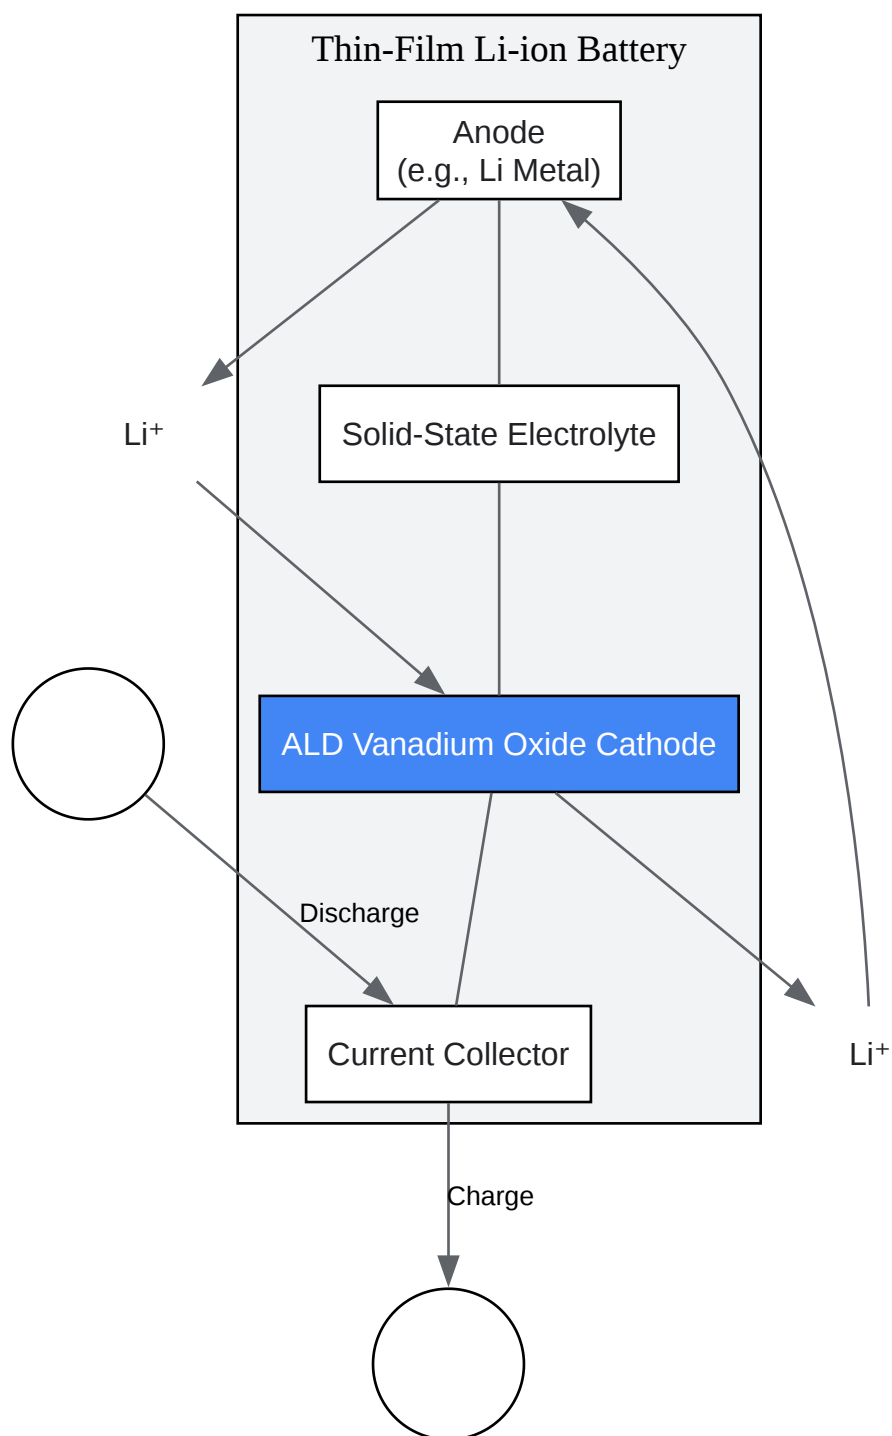 Thin-Film Li-ion Battery
Anode
(e.g., Li Metal)
Li⁺
Solid-State Electrolyte
ALD Vanadium Oxide Cathode
Discharge
Current Collector
Li⁺
Charge